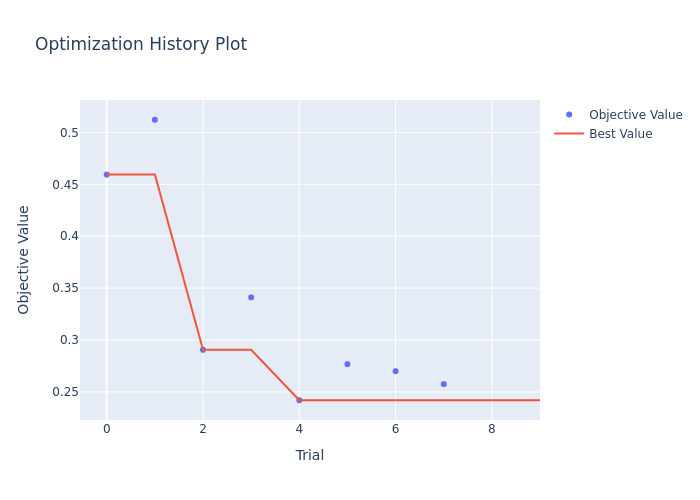 Optimization History Plot
Objective Value
Best Value
0.5
0.45
0.4
0.35
0.3
0.25
Objective Value
0 2 4 6 8
Trial